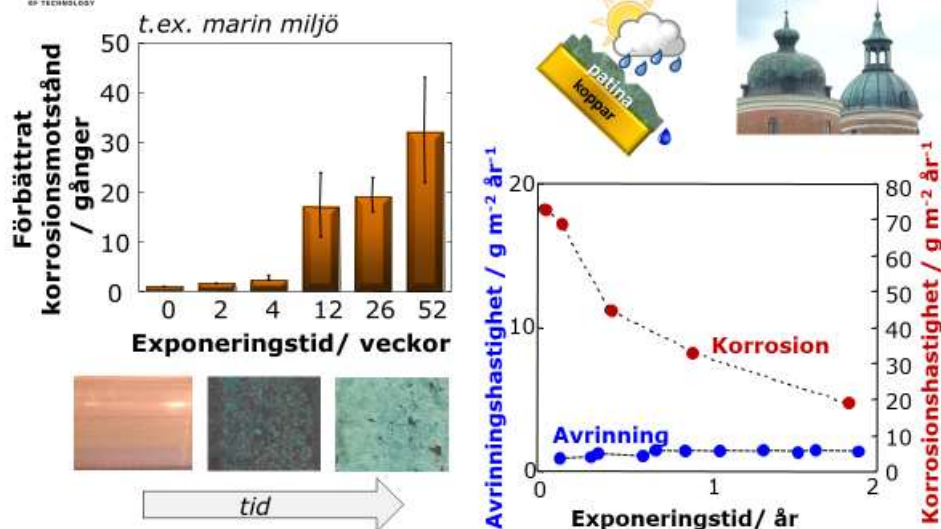 OF TECHNOLOGY
t.ex. marin miljö
Förbättrat
korrosionsmotstånd
/ gånger
50
40
30
20
10
0
0 2 4 12 26 52
Exponeringstid/ veckor
tid
patina
koppar
Avrinningshastighet / g m⁻² år⁻¹
20
10
0
Korrosion
Avrinning
80
70
60
50
40
30
20
10
0
Korrosionshastighet / g m⁻² år⁻¹
0 1 2
Exponeringstid/ år